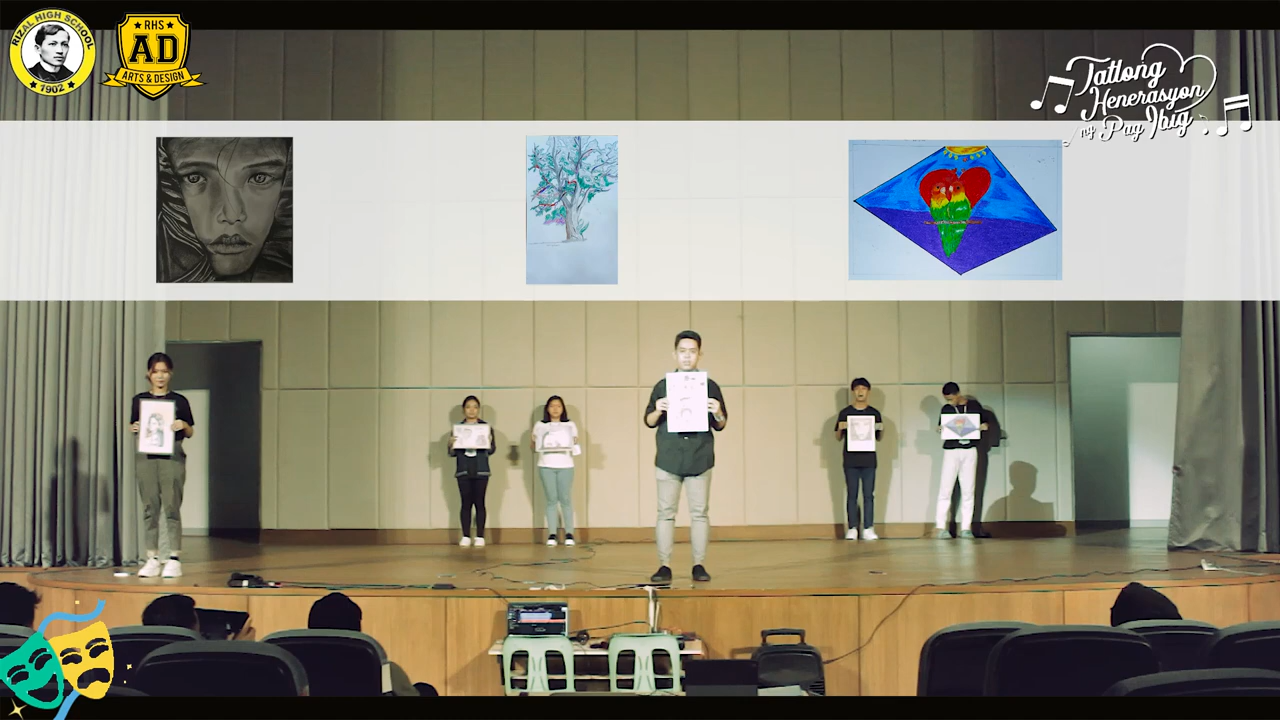 RIZAL HIGH SCHOOL
1902
RHS
AD
ARTS & DESIGN
Tatlong
Henerasyon
ng Pag Ibig